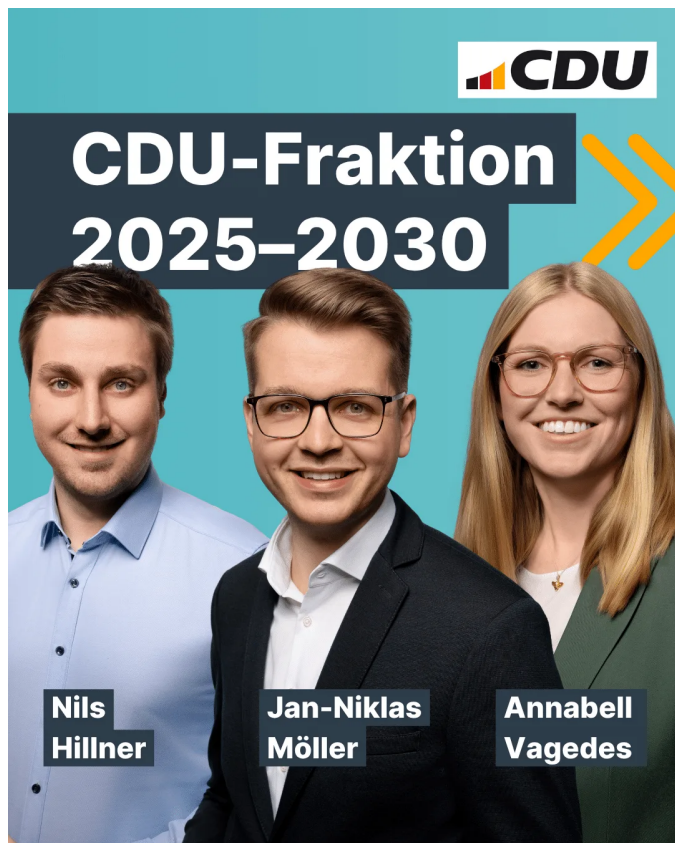 CDU
CDU-Fraktion
2025–2030
Nils
Hillner
Jan-Niklas
Möller
Annabell
Vagedes